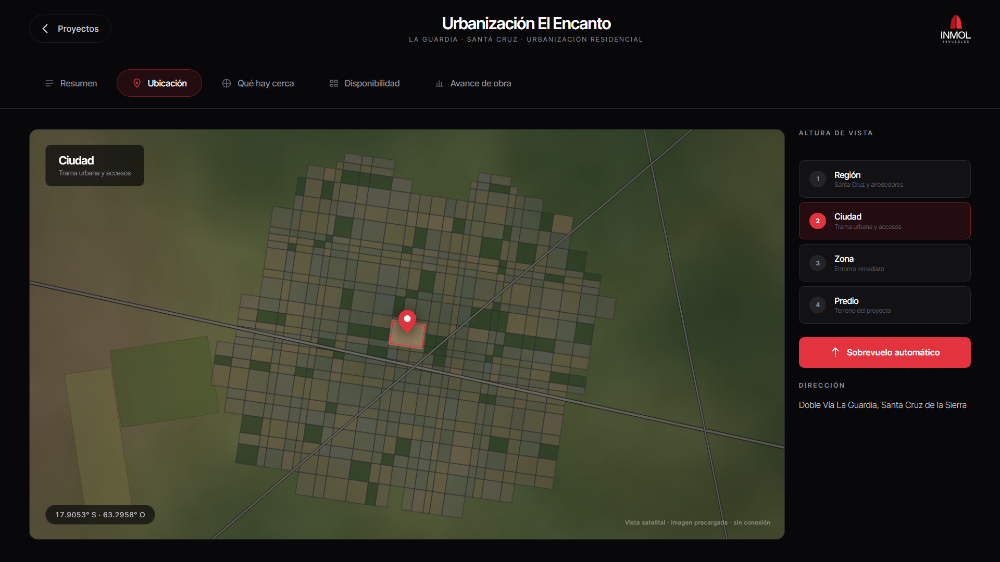 Proyectos
Urbanización El Encanto
LA GUARDIA · SANTA CRUZ · URBANIZACIÓN RESIDENCIAL
INMOL
INMUEBLES
Resumen
Ubicación
Qué hay cerca
Disponibilidad
Avance de obra
Ciudad
Trama urbana y accesos
17.9053° S · 63.2958° O
Vista satelital · imagen precargada · sin conexión
ALTURA DE VISTA
1
Región
Santa Cruz y alrededores
2
Ciudad
Trama urbana y accesos
3
Zona
Entorno inmediato
4
Predio
Terreno del proyecto
Sobrevuelo automático
DIRECCIÓN
Doble Vía La Guardia, Santa Cruz de la Sierra